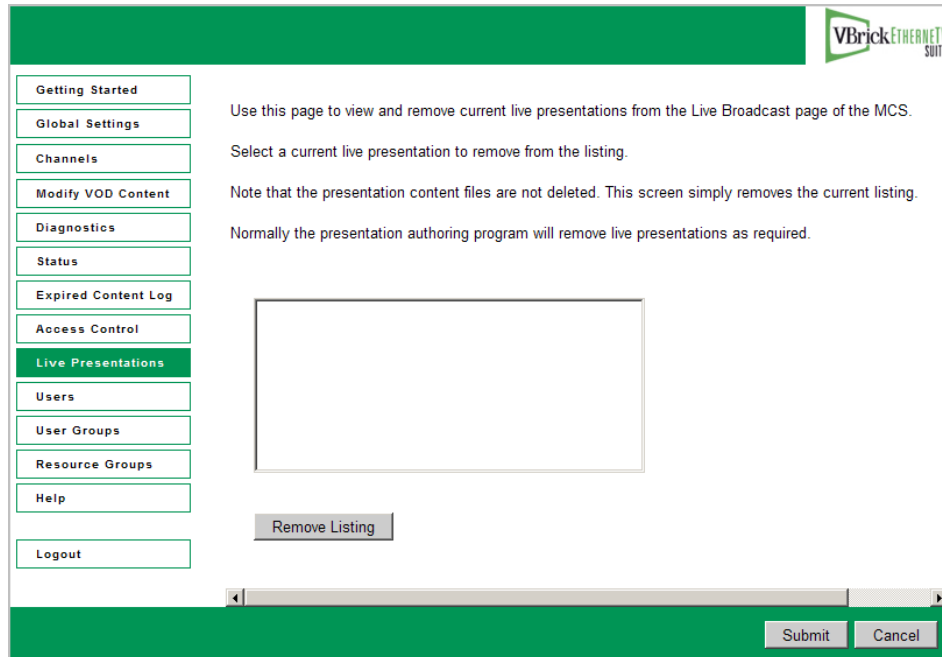 VBrick ETHERNET
SUIT
Getting Started
Global Settings
Channels
Modify VOD Content
Diagnostics
Status
Expired Content Log
Access Control
Live Presentations
Users
User Groups
Resource Groups
Help
Logout
Use this page to view and remove current live presentations from the Live Broadcast page of the MCS.
Select a current live presentation to remove from the listing.
Note that the presentation content files are not deleted. This screen simply removes the current listing.
Normally the presentation authoring program will remove live presentations as required.
Remove Listing
Submit
Cancel